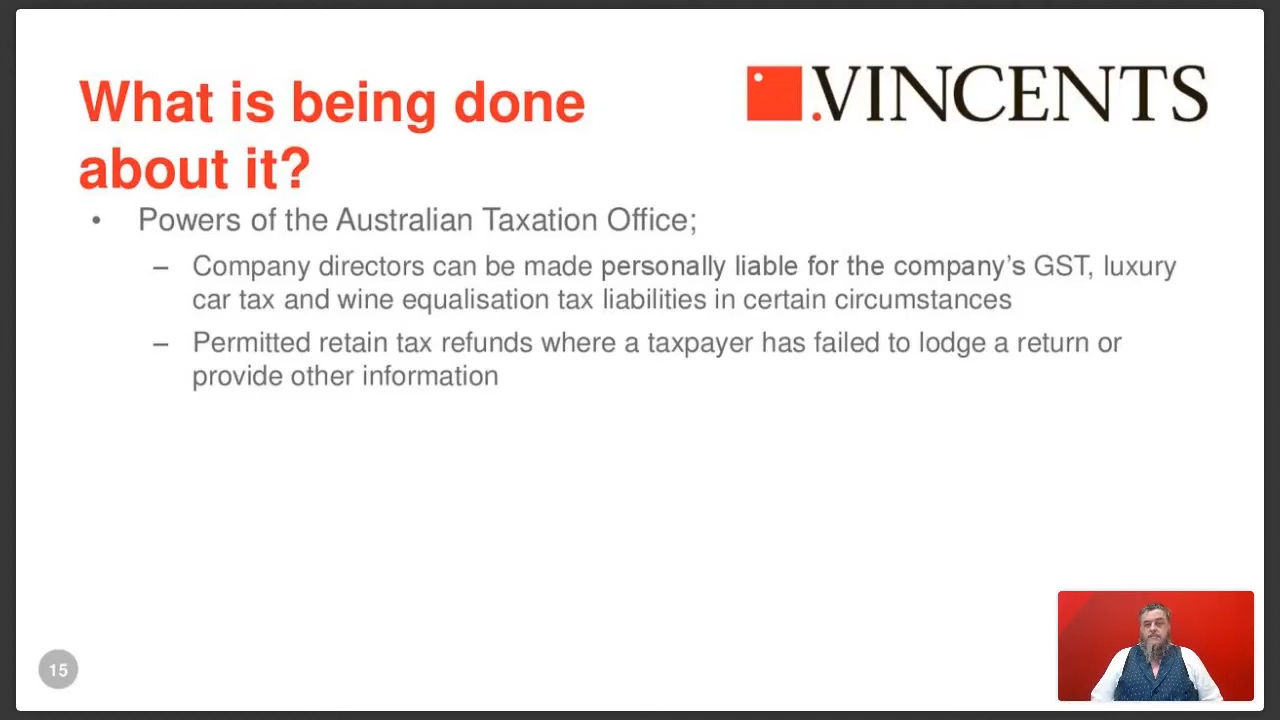 What is being done
about it?
.VINCENTS
• Powers of the Australian Taxation Office;
– Company directors can be made personally liable for the company’s GST, luxury
car tax and wine equalisation tax liabilities in certain circumstances
– Permitted retain tax refunds where a taxpayer has failed to lodge a return or
provide other information
15